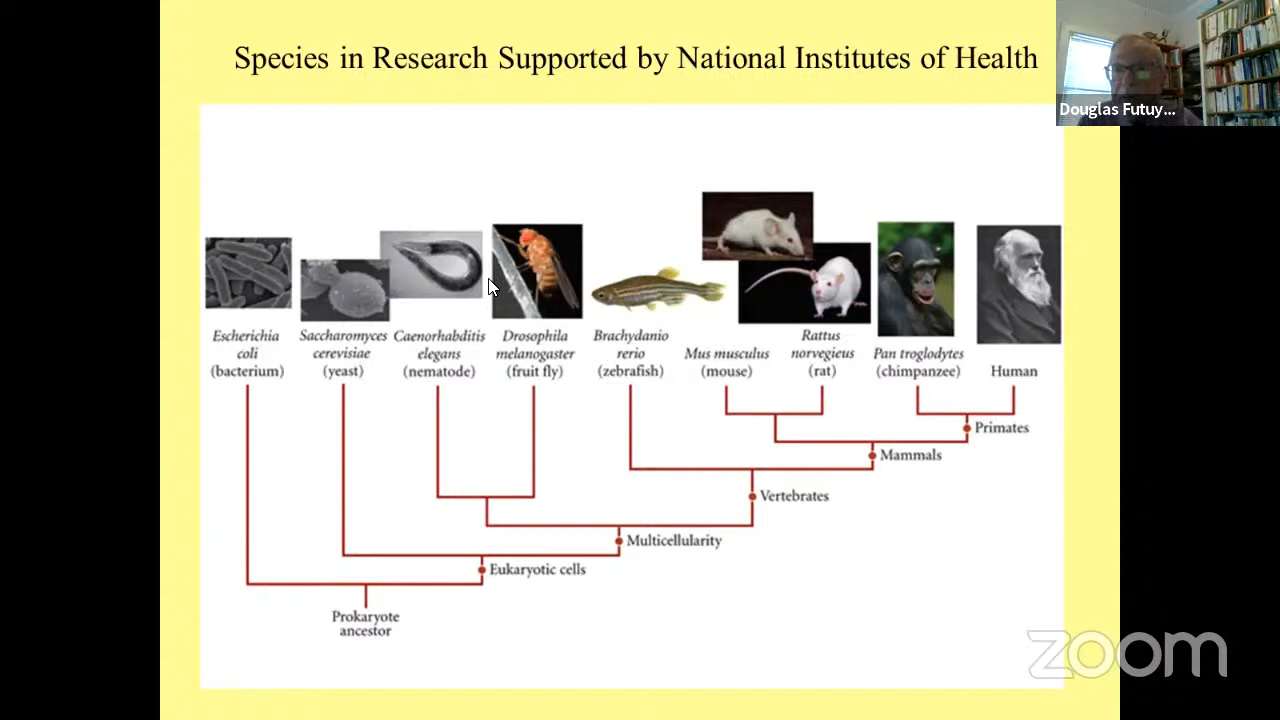 Species in Research Supported by National Institutes of Health
Douglas Futuy...
Escherichia
coli
(bacterium)
Saccharomyces
cerevisiae
(yeast)
Caenorhabditis
elegans
(nematode)
Drosophila
melanogaster
(fruit fly)
Brachydanio
rerio
(zebrafish)
Mus musculus
(mouse)
Rattus
norvegieus
(rat)
Pan troglodytes
(chimpanzee)
Human
Primates
Mammals
Vertebrates
Multicellularity
Eukaryotic cells
Prokaryote
ancestor
zoom